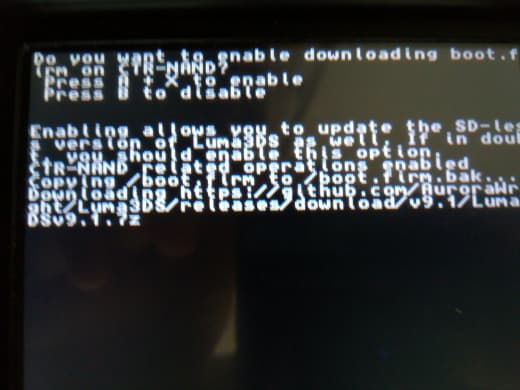 Do you want to enable downloading boot.f
irm on CTR-NAND?
Press Y + X to enable
Press B to disable
Enabling allows you to update the SD-les
s version of Luma3DS as well. If in doub
t, you should enable this option.
CTR-NAND related operations enabled
Copying /boot.firm to /boot.firm.bak...
Downloading https://github.com/AuroraWr
ght/Luma3DS/releases/download/v9.1/Luma
DSv9.1.7z